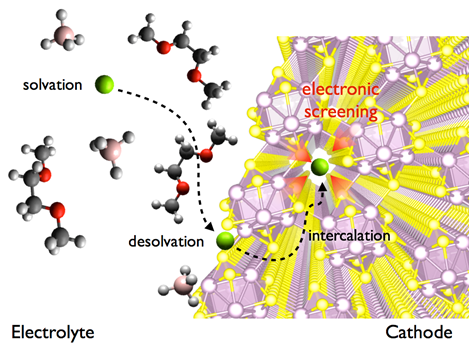 solvation
electronic
screening
desolvation
intercalation
Electrolyte
Cathode